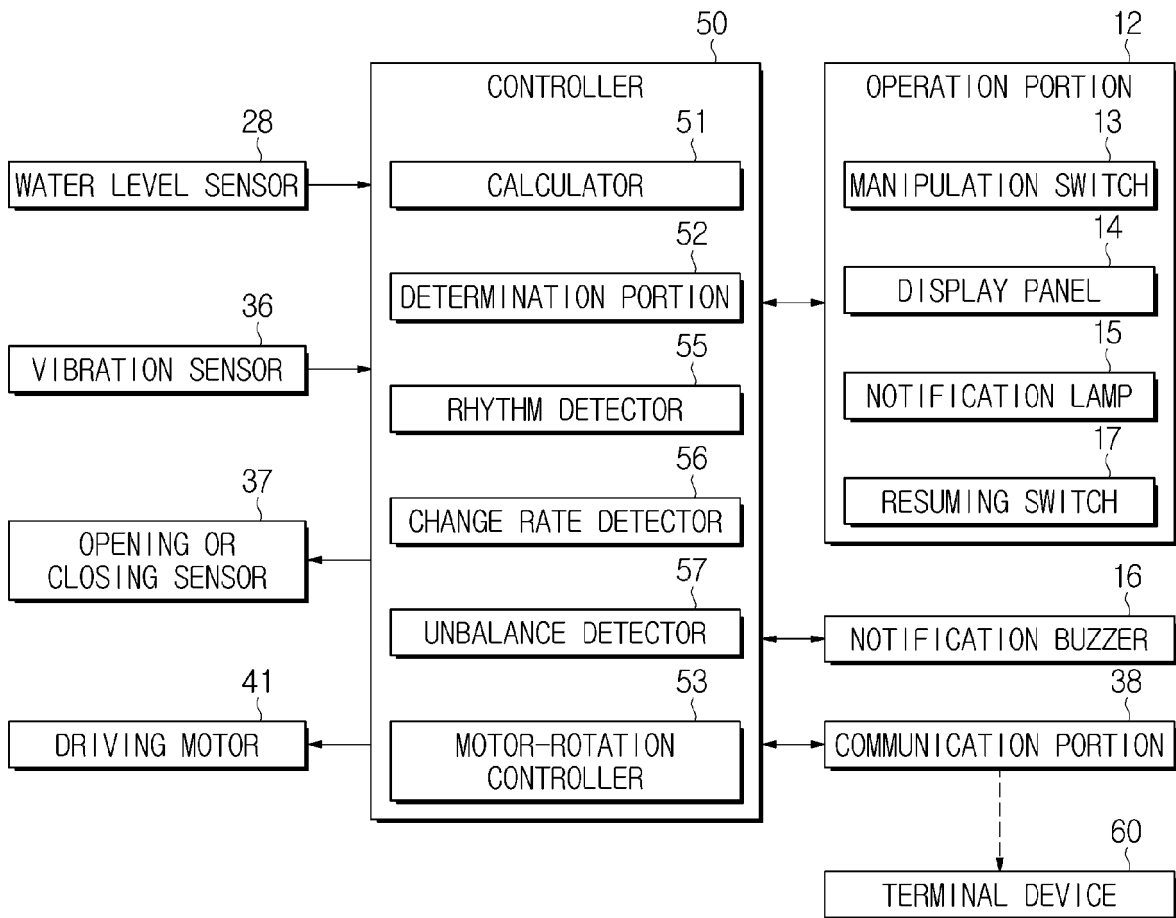 50
12
CONTROLLER
OPERATION PORTION
28
51
13
WATER LEVEL SENSOR
CALCULATOR
MANIPULATION SWITCH
52
14
DETERMINATION PORTION
DISPLAY PANEL
36
55
15
VIBRATION SENSOR
RHYTHM DETECTOR
NOTIFICATION LAMP
56
17
CHANGE RATE DETECTOR
RESUMING SWITCH
37
OPENING OR
CLOSING SENSOR
57
16
UNBALANCE DETECTOR
NOTIFICATION BUZZER
41
53
38
DRIVING MOTOR
MOTOR-ROTATION
CONTROLLER
COMMUNICATION PORTION
60
TERMINAL DEVICE